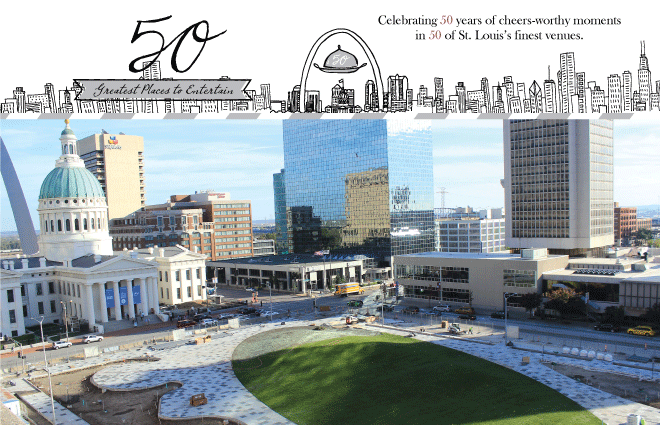 50
Greatest Places to Entertain
50
Celebrating 50 years of cheers-worthy moments
in 50 of St. Louis's finest venues.